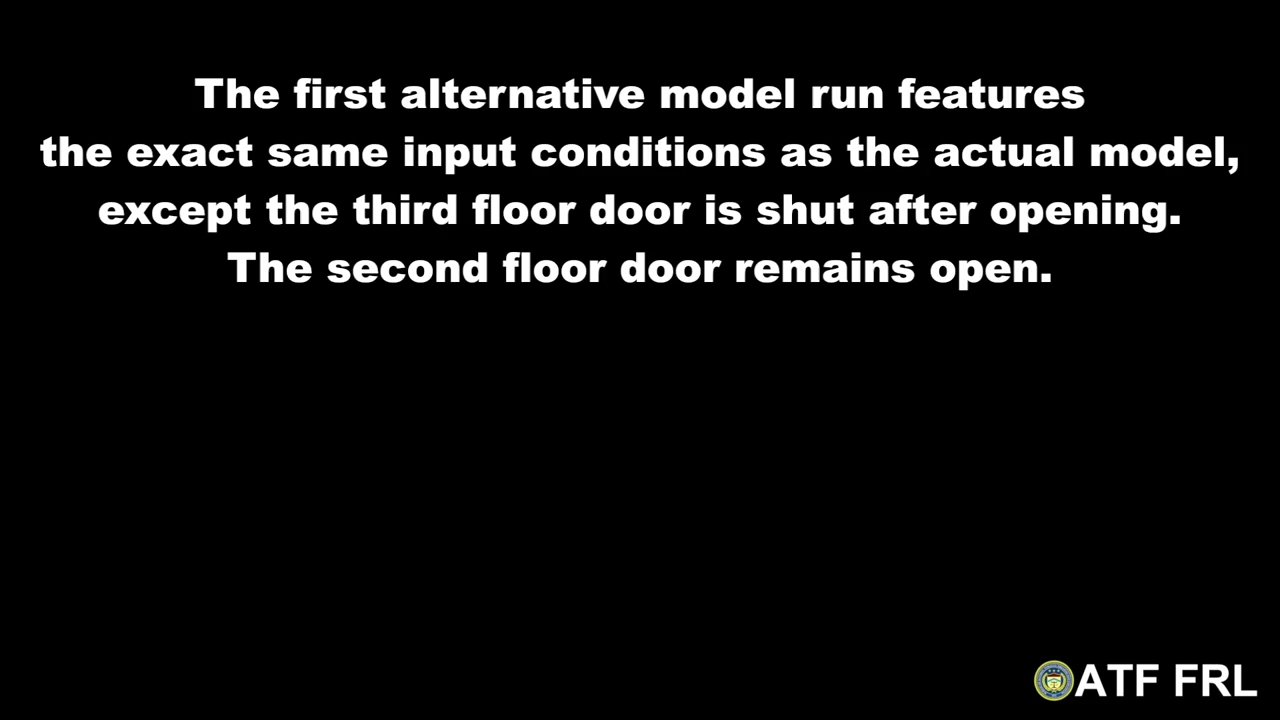 The first alternative model run features
the exact same input conditions as the actual model,
except the third floor door is shut after opening.
The second floor door remains open.
ATF FRL